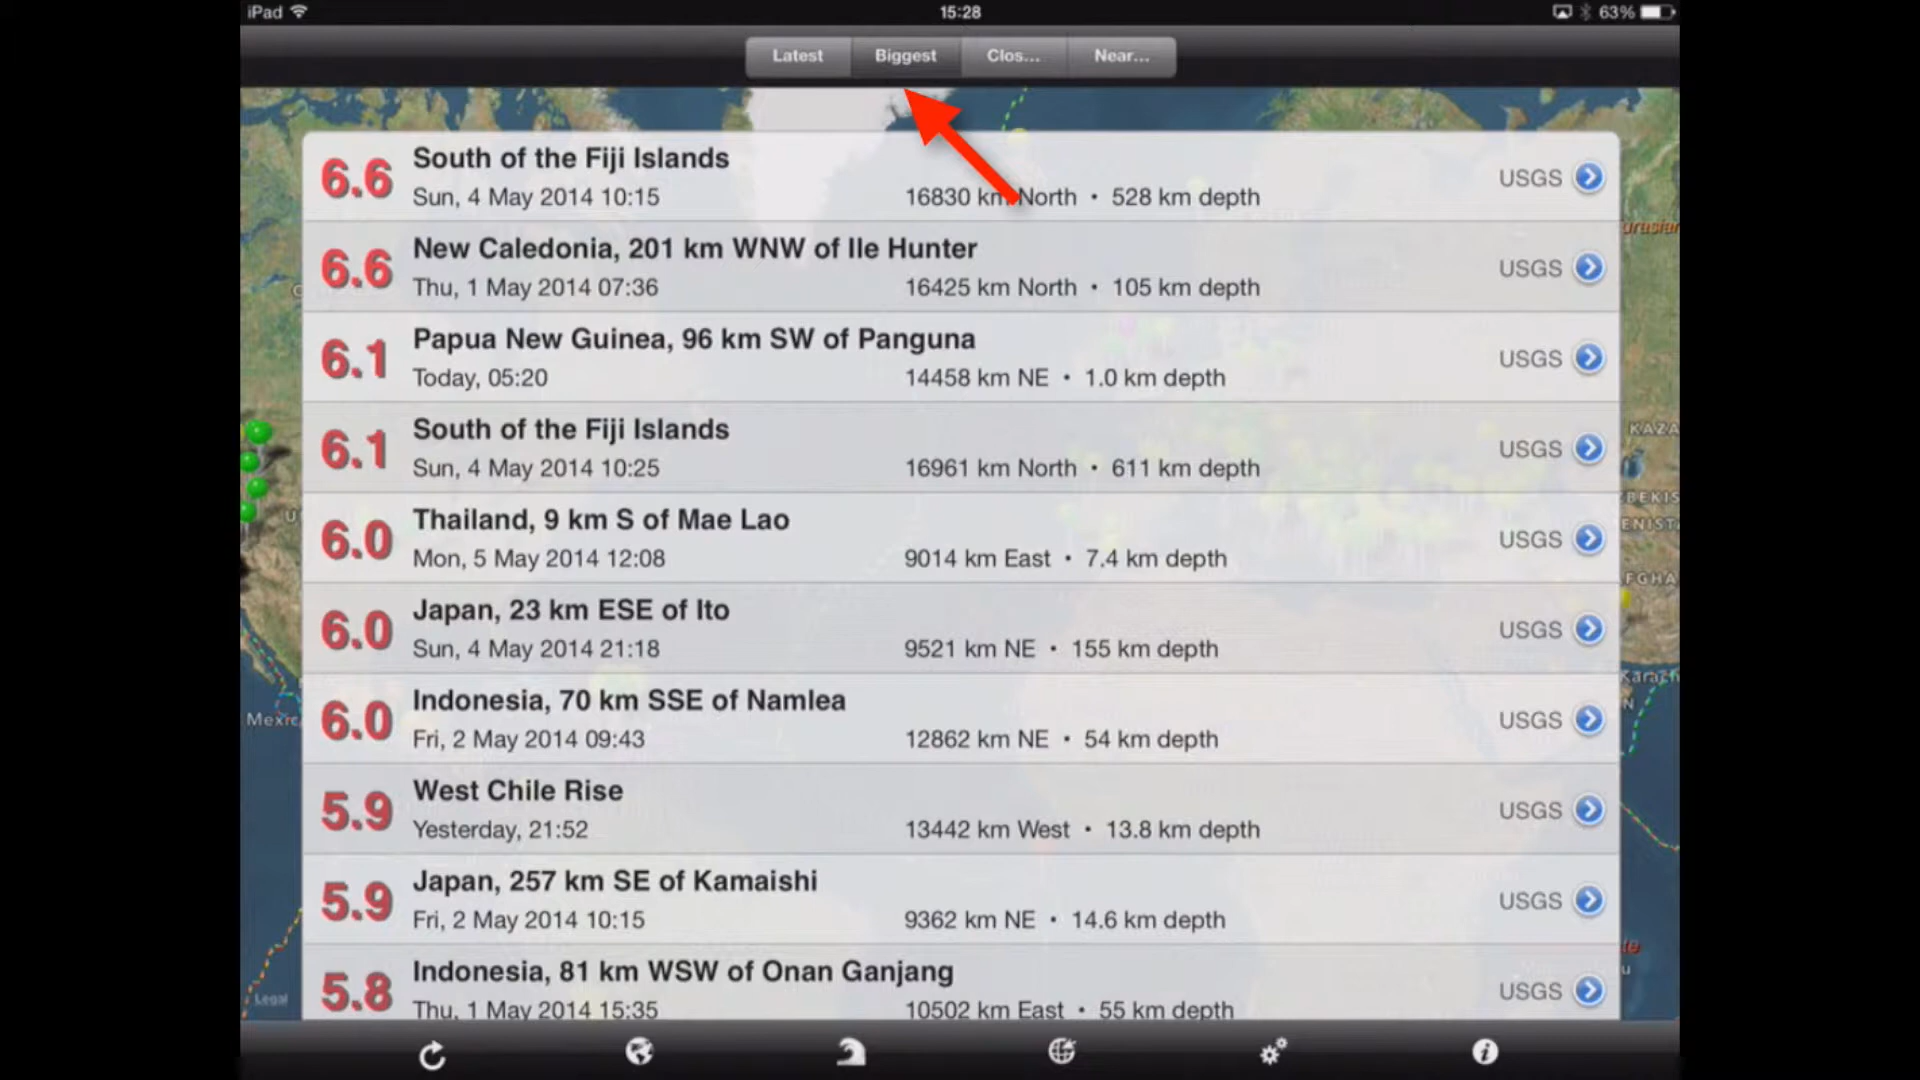 iPad
15:28
63%
Latest
Biggest
Clos...
Near...
6.6
South of the Fiji Islands
Sun, 4 May 2014 10:15
16830 km North • 528 km depth
USGS
6.6
New Caledonia, 201 km WNW of Ile Hunter
Thu, 1 May 2014 07:36
16425 km North • 105 km depth
USGS
6.1
Papua New Guinea, 96 km SW of Panguna
Today, 05:20
14458 km NE • 1.0 km depth
USGS
6.1
South of the Fiji Islands
Sun, 4 May 2014 10:25
16961 km North • 611 km depth
USGS
6.0
Thailand, 9 km S of Mae Lao
Mon, 5 May 2014 12:08
9014 km East • 7.4 km depth
USGS
6.0
Japan, 23 km ESE of Ito
Sun, 4 May 2014 21:18
9521 km NE • 155 km depth
USGS
6.0
Indonesia, 70 km SSE of Namlea
Fri, 2 May 2014 09:43
12862 km NE • 54 km depth
USGS
5.9
West Chile Rise
Yesterday, 21:52
13442 km West • 13.8 km depth
USGS
5.9
Japan, 257 km SE of Kamaishi
Fri, 2 May 2014 10:15
9362 km NE • 14.6 km depth
USGS
5.8
Indonesia, 81 km WSW of Onan Ganjang
Thu, 1 May 2014 15:35
10502 km East • 55 km depth
USGS
urasian
KAZA
BEKIS
ENIST
FGHA
Karach
Mexic
Legal